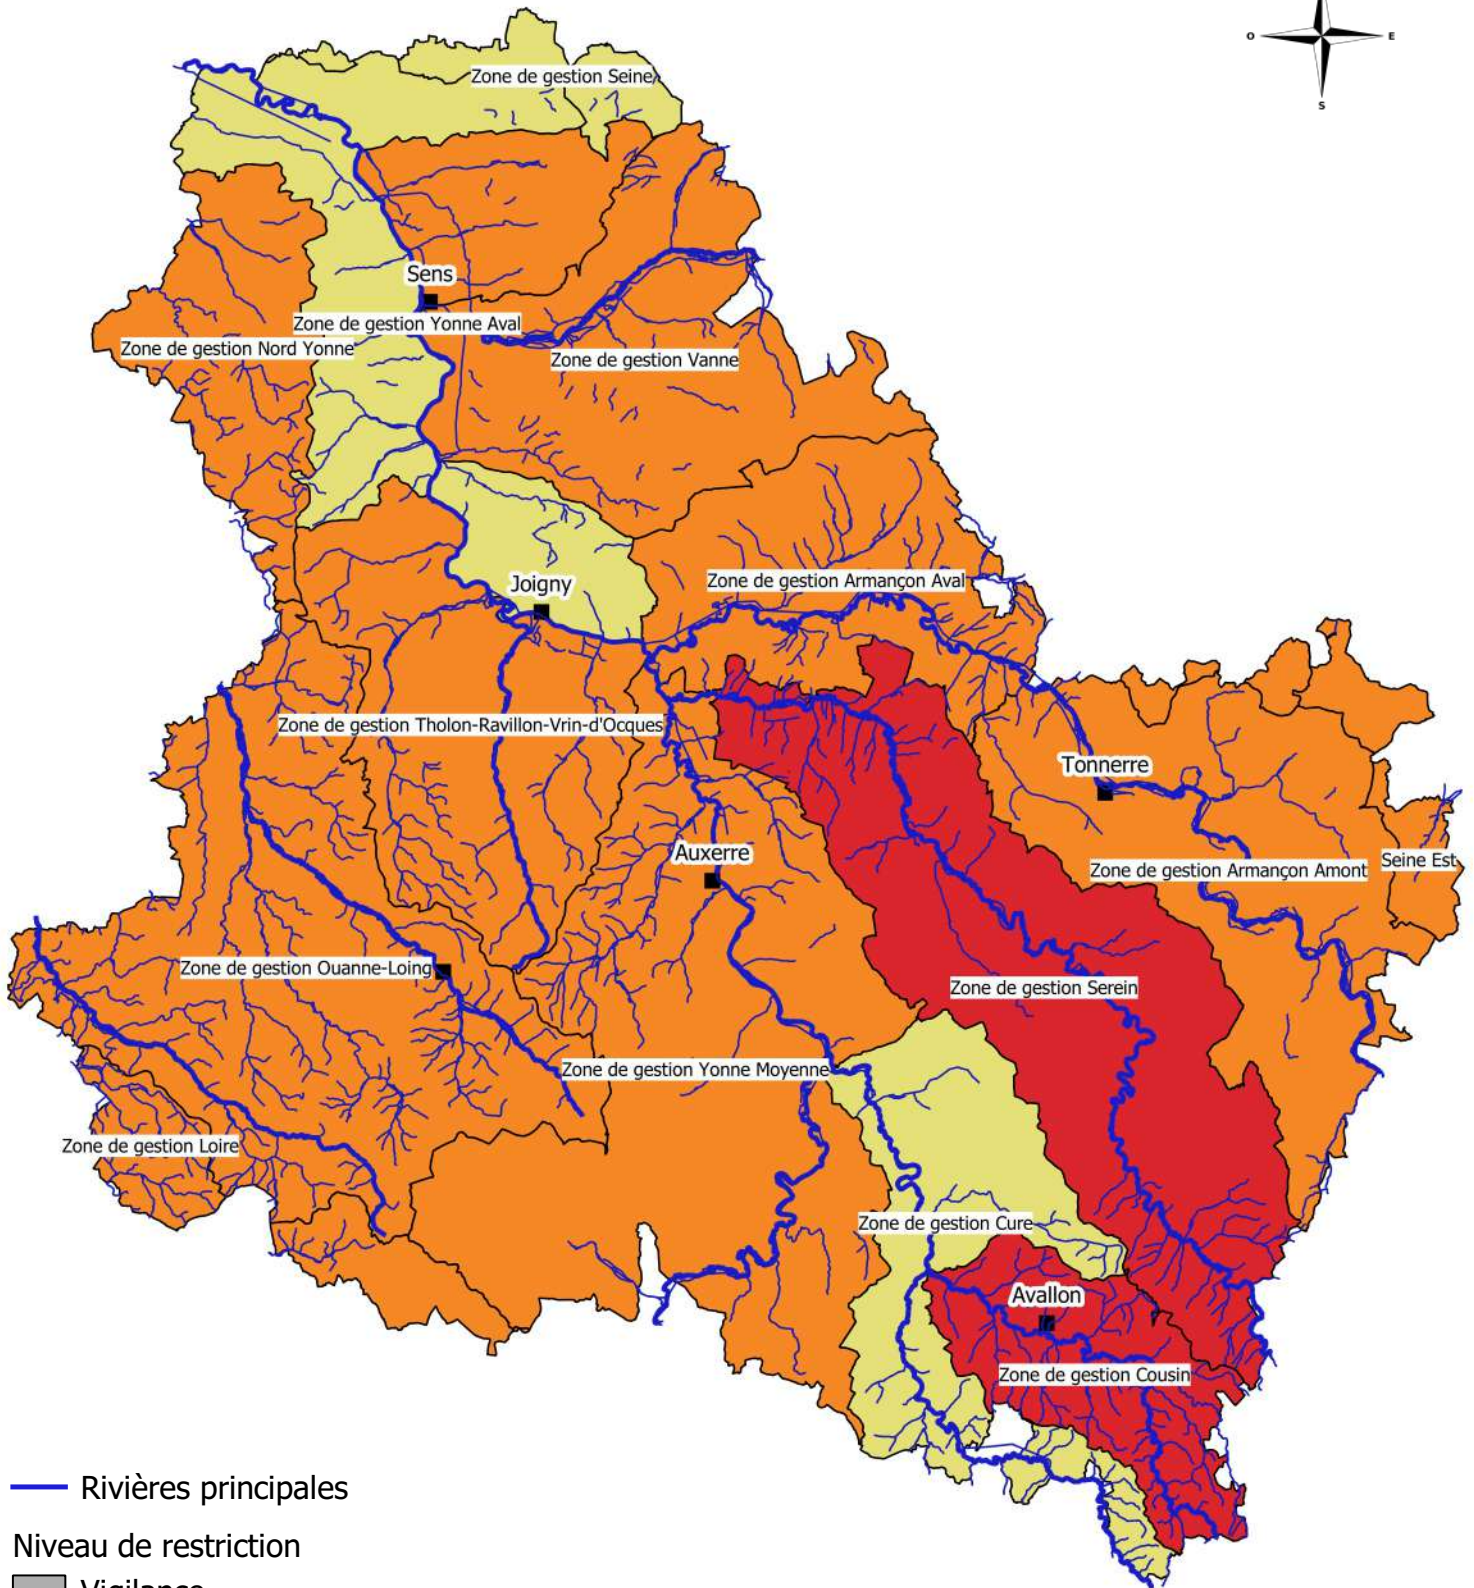 O
E
S
Zone de gestion Seine
Sens
Zone de gestion Yonne Aval
Zone de gestion Nord Yonne
Zone de gestion Vanne
Joigny
Zone de gestion Armançon Aval
Zone de gestion Tholon-Ravillon-Vrin-d'Ocques
Tonnerre
Auxerre
Zone de gestion Armançon Amont
Seine Est
Zone de gestion Ouanne-Loing
Zone de gestion Serein
Zone de gestion Yonne Moyenne
Zone de gestion Loire
Zone de gestion Cure
Avallon
Zone de gestion Cousin
Rivières principales
Niveau de restriction
Vigilance